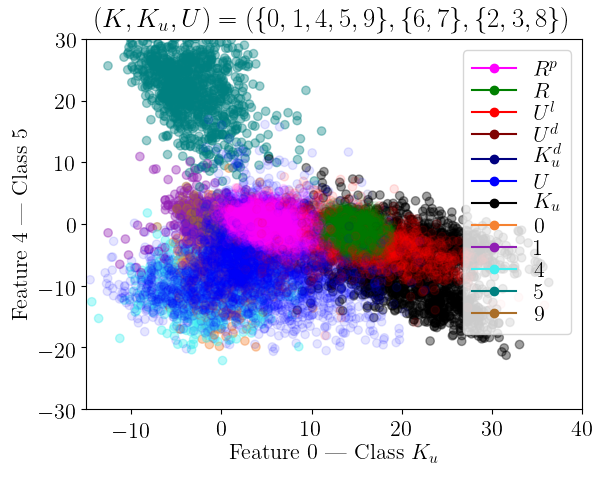 (K, K_u, U) = ({0, 1, 4, 5, 9}, {6, 7}, {2, 3, 8})
30
20
10
0
−10
−20
−30
Feature 4 — Class 5
R^p
R
U^l
U^d
K_u^d
U
K_u
0
1
4
5
9
−10
0
10
20
30
40
Feature 0 — Class K_u